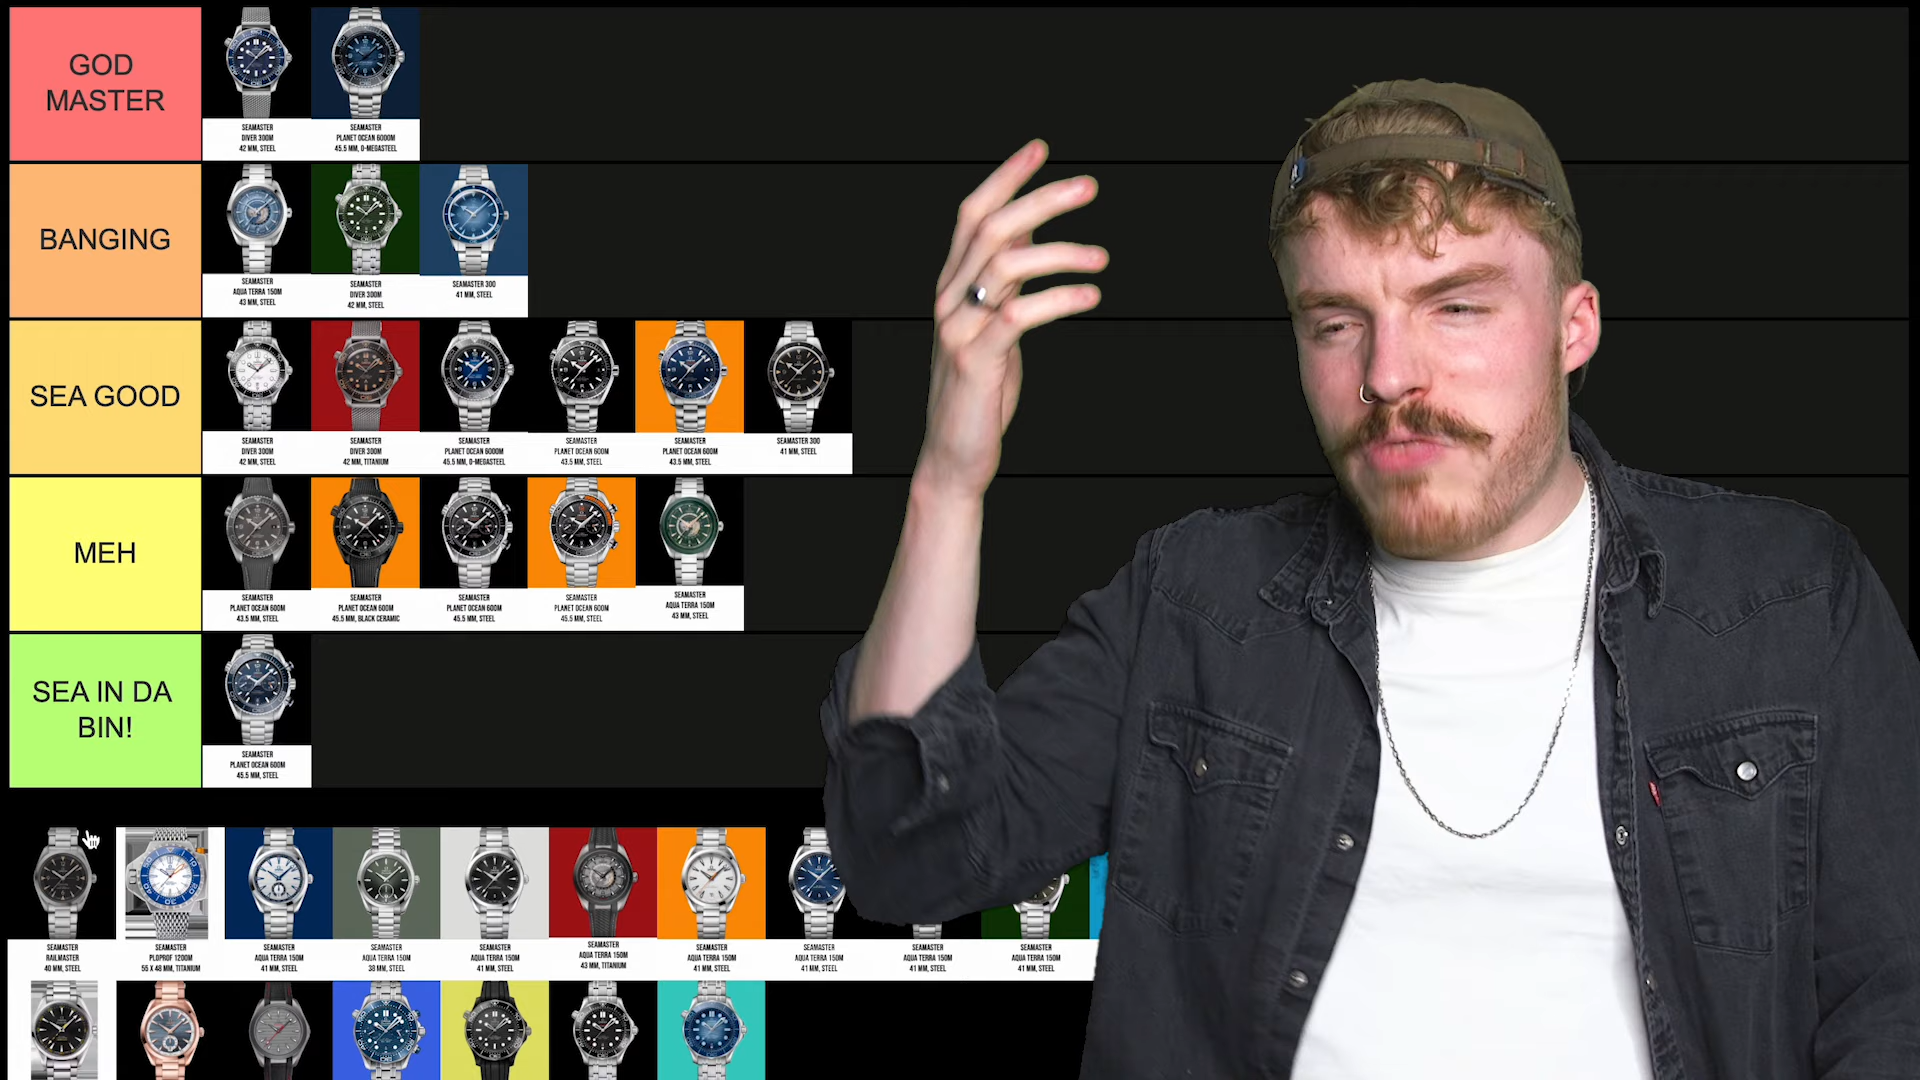 GOD
MASTER
SEAMASTER
DIVER 300M
42 MM, STEEL
SEAMASTER
PLANET OCEAN 6000M
45.5 MM, O-MEGASTEEL
BANGING
SEAMASTER
AQUA TERRA 150M
43 MM, STEEL
SEAMASTER
DIVER 300M
42 MM, STEEL
SEAMASTER 300
41 MM, STEEL
SEA GOOD
SEAMASTER
DIVER 300M
42 MM, STEEL
SEAMASTER
DIVER 300M
42 MM, TITANIUM
SEAMASTER
PLANET OCEAN 6000M
45.5 MM, O-MEGASTEEL
SEAMASTER
PLANET OCEAN 600M
43.5 MM, STEEL
SEAMASTER
PLANET OCEAN 600M
43.5 MM, STEEL
SEAMASTER 300
41 MM, STEEL
MEH
SEAMASTER
PLANET OCEAN 600M
43.5 MM, STEEL
SEAMASTER
PLANET OCEAN 600M
45.5 MM, BLACK CERAMIC
SEAMASTER
PLANET OCEAN 600M
45.5 MM, STEEL
SEAMASTER
PLANET OCEAN 600M
45.5 MM, STEEL
SEAMASTER
AQUA TERRA 150M
43 MM, STEEL
SEA IN DA
BIN!
SEAMASTER
PLANET OCEAN 600M
45.5 MM, STEEL
SEAMASTER
RAILMASTER
40 MM, STEEL
SEAMASTER
PLOPROF 1200M
55 X 48 MM, TITANIUM
SEAMASTER
AQUA TERRA 150M
41 MM, STEEL
SEAMASTER
AQUA TERRA 150M
38 MM, STEEL
SEAMASTER
AQUA TERRA 150M
41 MM, STEEL
SEAMASTER
AQUA TERRA 150M
43 MM, TITANIUM
SEAMASTER
AQUA TERRA 150M
41 MM, STEEL
SEAMASTER
AQUA TERRA 150M
41 MM, STEEL
SEAMASTER
AQUA TERRA 150M
41 MM, STEEL
SEAMASTER
AQUA TERRA 150M
41 MM, STEEL